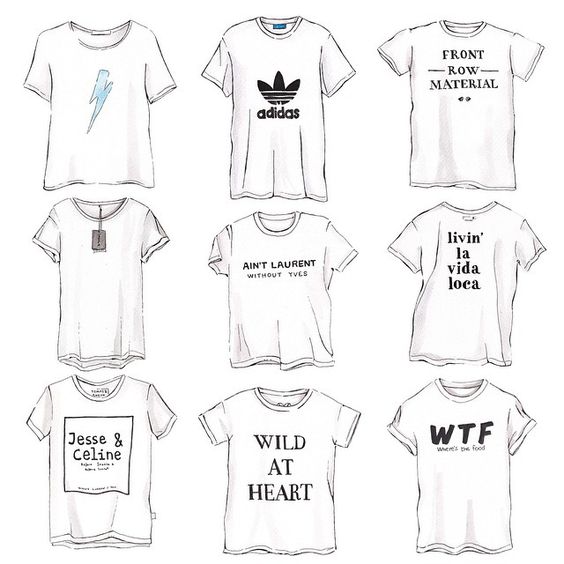 adidas
FRONT
ROW
MATERIAL
AIN'T LAURENT
WITHOUT YVES
livin'
la
vida
loca
Jesse &
Celine
WILD
AT
HEART
WTF
Where's the food